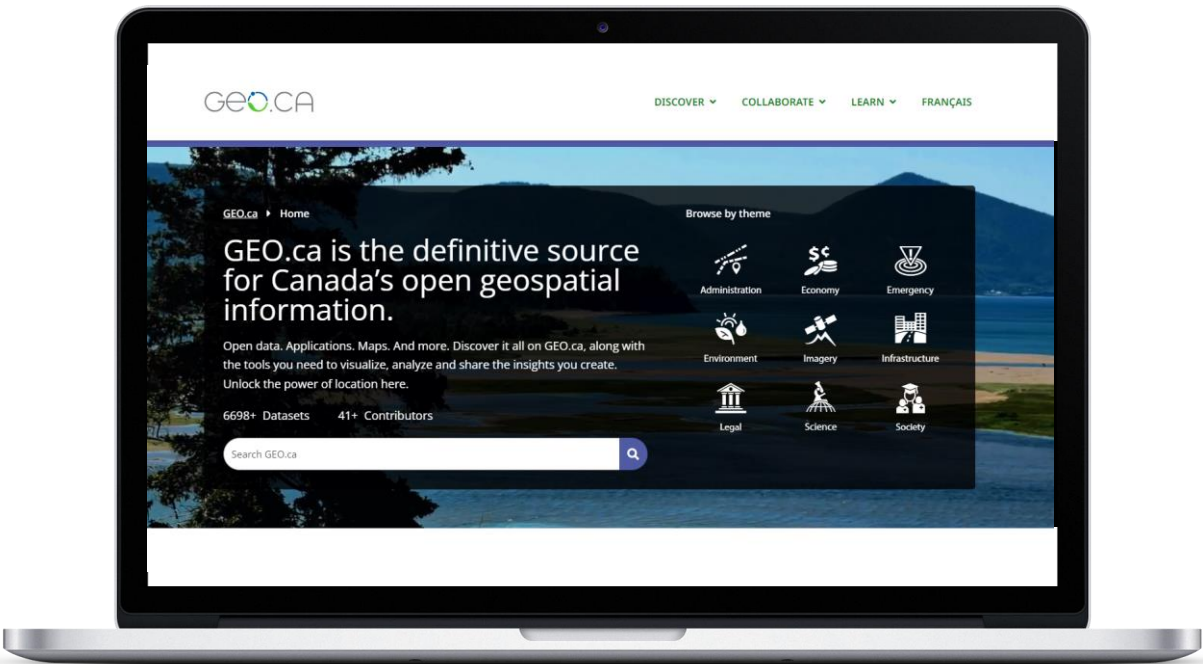 GEO.CA
DISCOVER
COLLABORATE
LEARN
FRANÇAIS
GEO.ca Home
GEO.ca is the definitive source
for Canada's open geospatial
information.
Open data. Applications. Maps. And more. Discover it all on GEO.ca, along with
the tools you need to visualize, analyze and share the insights you create.
Unlock the power of location here.
6698+ Datasets 41+ Contributors
Search GEO.ca
Browse by theme
$¢
Administration Economy Emergency
Environment Imagery Infrastructure
Legal Science Society